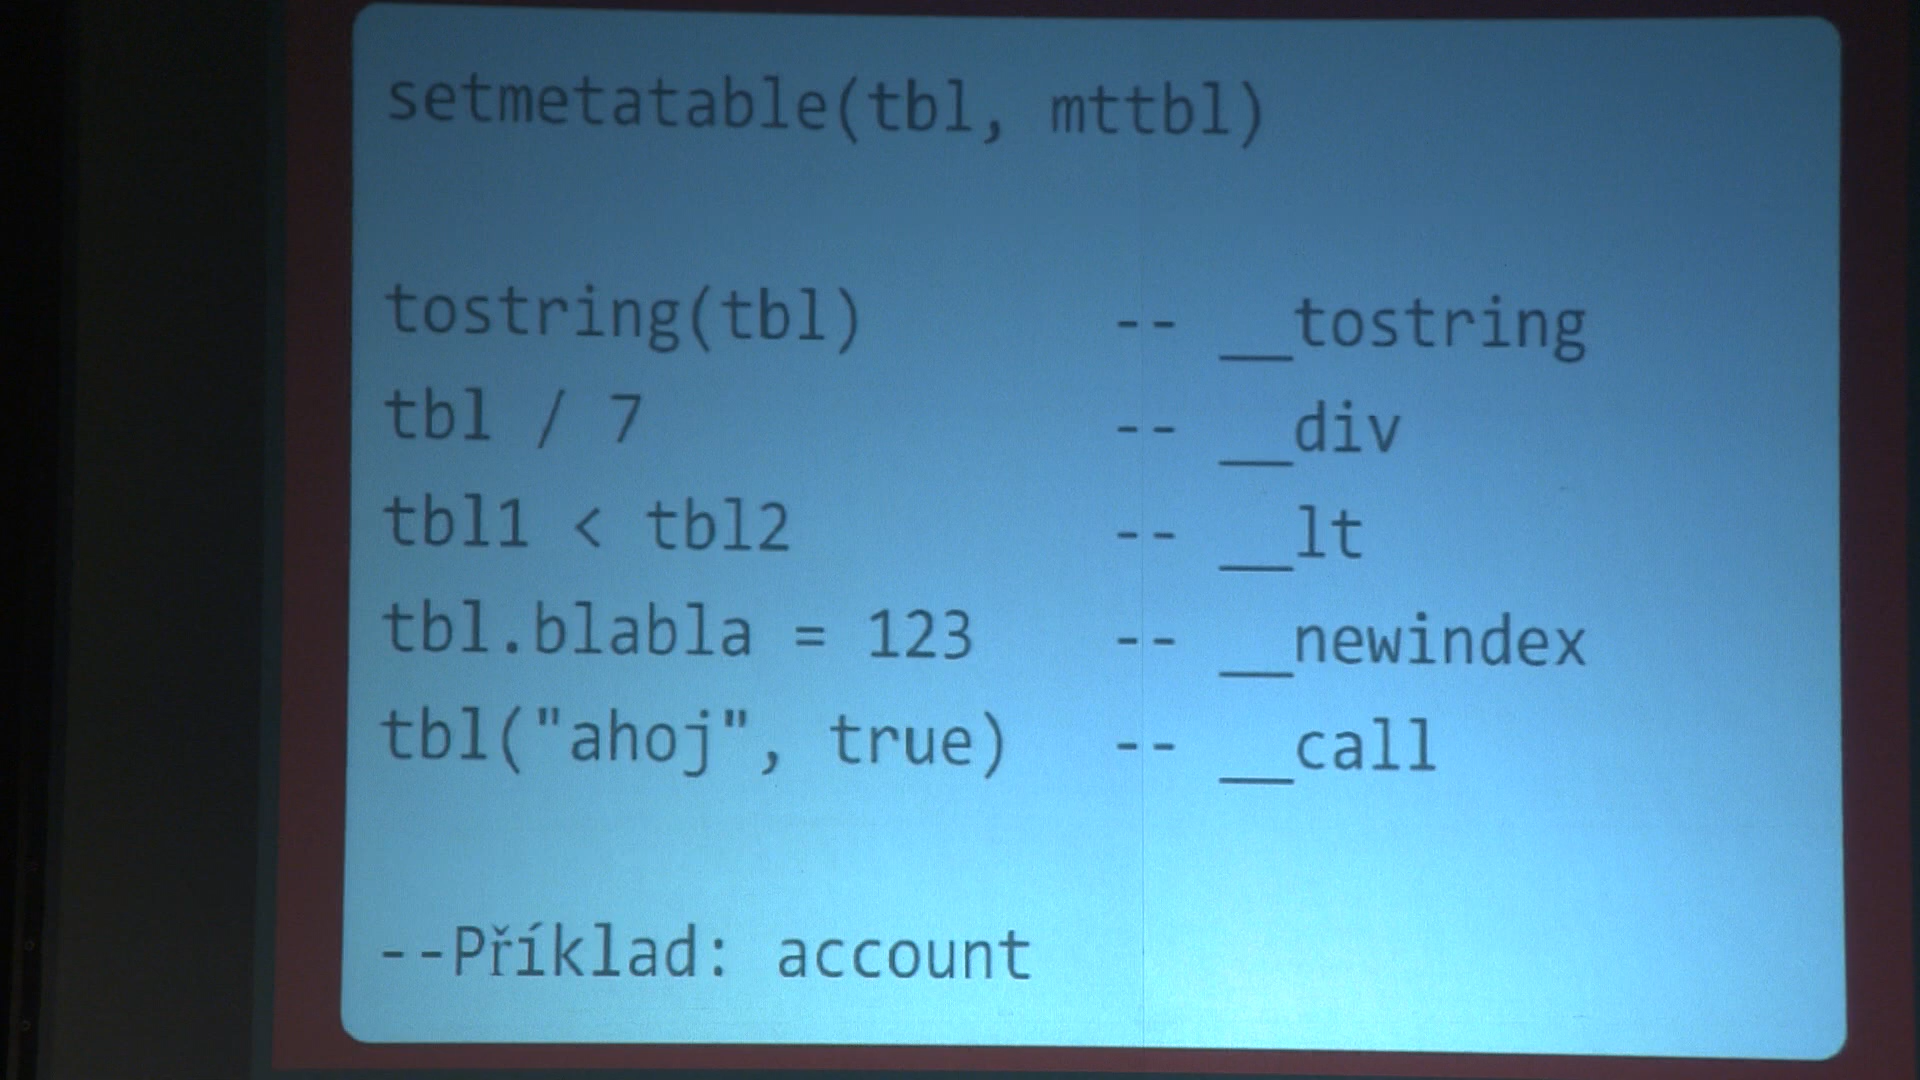 setmetatable(tbl, mttbl)
tostring(tbl) -- __tostring
tbl / 7 -- __div
tbl1 < tbl2 -- __lt
tbl.blabla = 123 -- __newindex
tbl("ahoj", true) -- __call
--Příklad: account